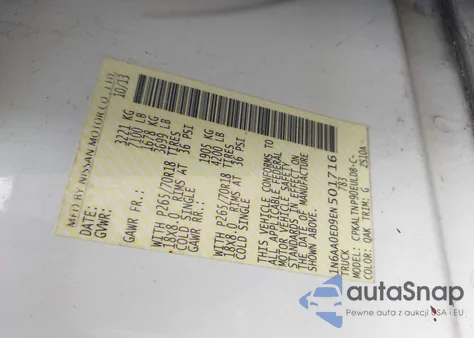 MFD BY NISSAN MOTOR CO., LTD.
DATE: 10/13
GVWR: 3221 KG
7100 LB
GAWR FR.: 1678 KG
3699 LB
WITH P265/70R18 TIRES
18X8.0 RIMS AT 36 PSI
COLD SINGLE
GAWR RR.: 1905 KG
4200 LB
WITH P265/70R18 TIRES
18X8.0 RIMS AT 36 PSI
COLD SINGLE
THIS VEHICLE CONFORMS TO
ALL APPLICABLE FEDERAL
MOTOR VEHICLE SAFETY
STANDARDS IN EFFECT ON
THE DATE OF MANUFACTURE
SHOWN ABOVE.
1N6AA0ED9EN501716
TRUCK 783
MODEL:
COLOR: QAK TRIM: G
autoSnap
Pewne auta z aukcji USA - EU